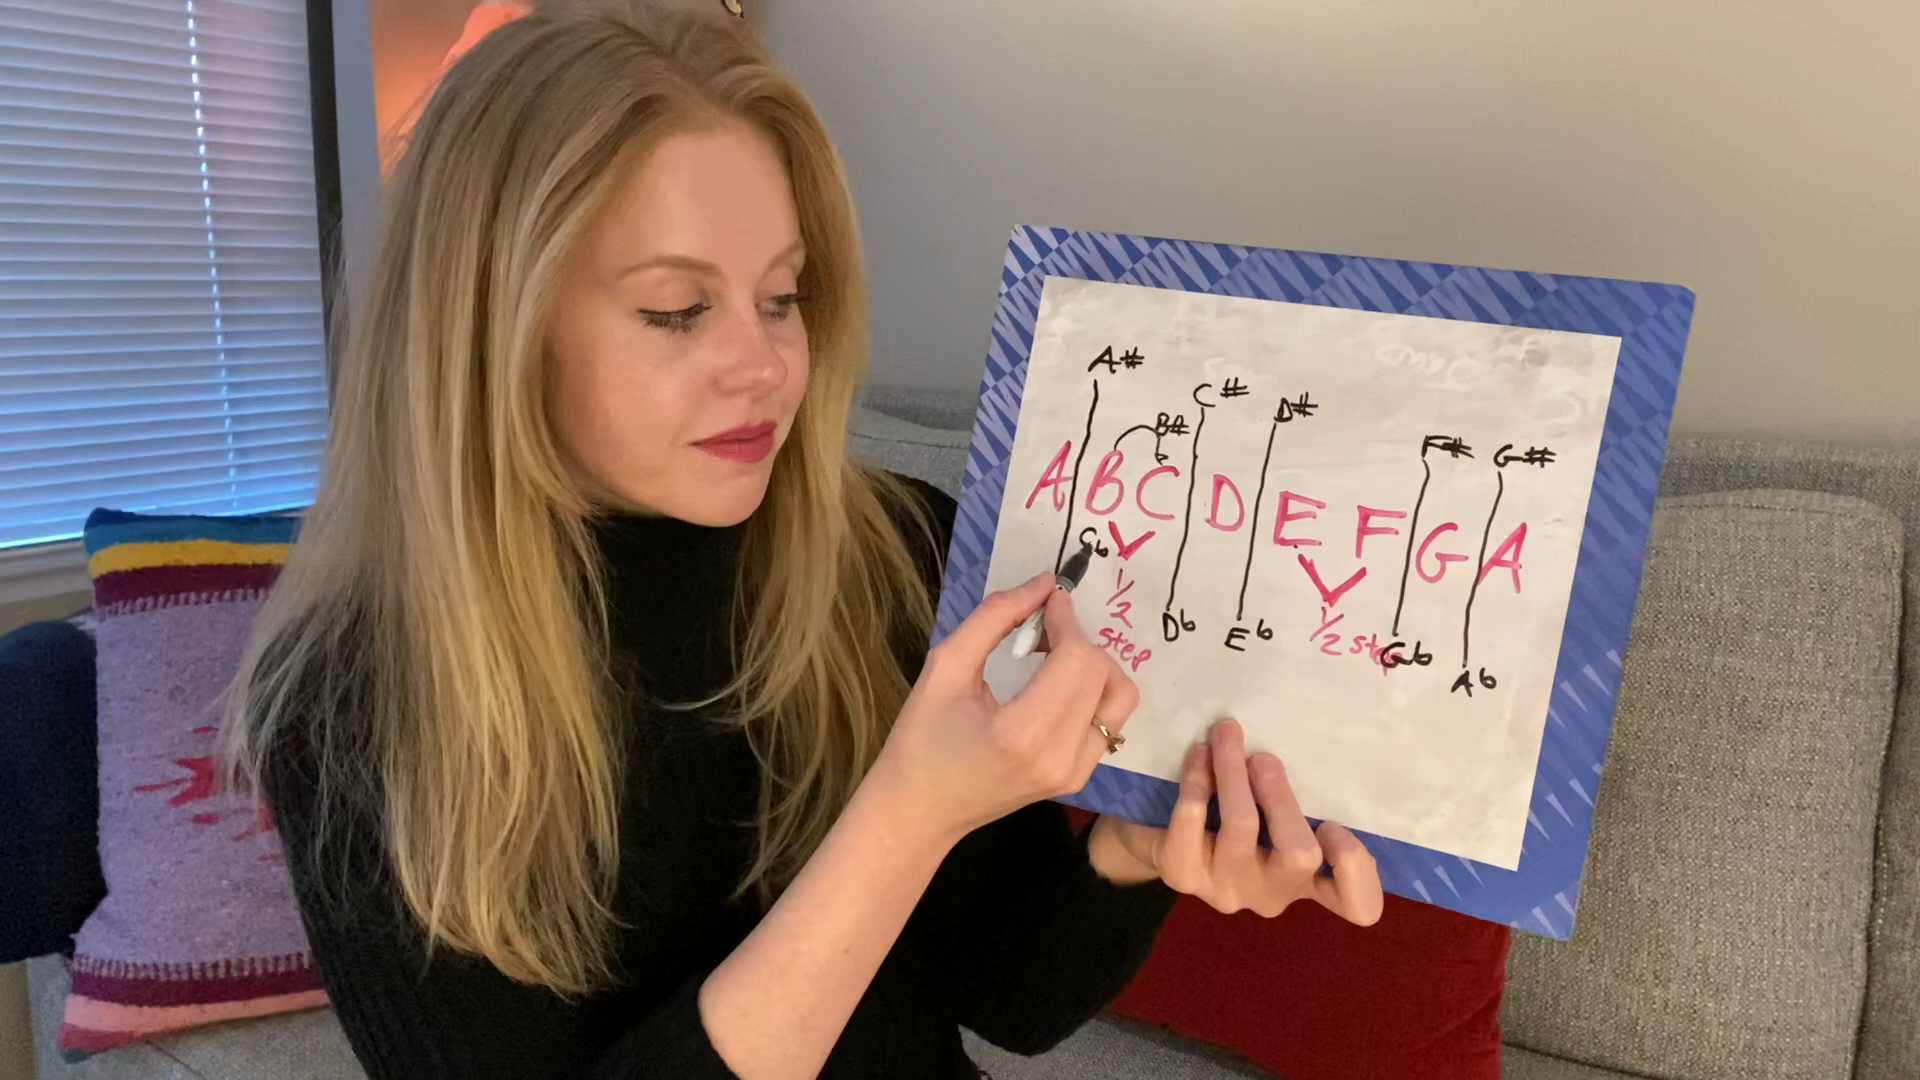 A#
C#
D#
B#
F#
G#
A B C D E F G A
Cb
1/2
step
Db
Eb
1/2 step
Gb
Ab